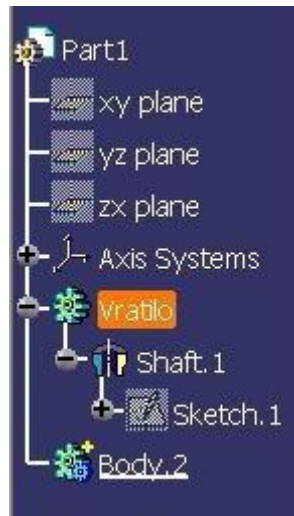 Part1
xy plane
yz plane
zx plane
Axis Systems
Vratilo
Shaft.1
Sketch.1
Body.2